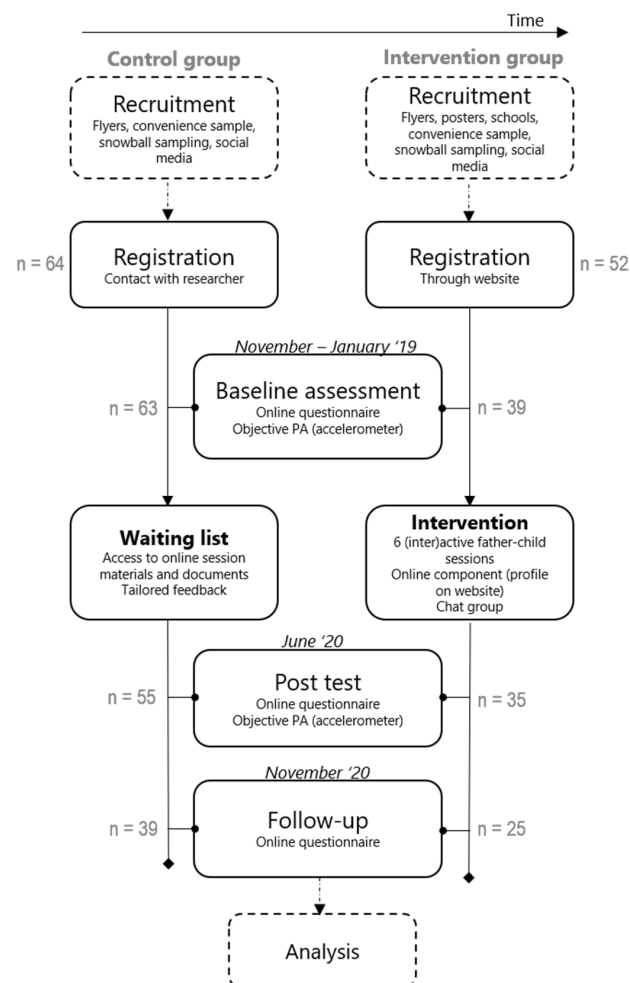 Time
Control group
Intervention group
Recruitment
Flyers, convenience sample,
snowball sampling, social
media
Recruitment
Flyers, posters, schools,
convenience sample,
snowball sampling, social
media
n = 64
Registration
Contact with researcher
Registration
Through website
n = 52
November – January ‘19
n = 63
Baseline assessment
Online questionnaire
Objective PA (accelerometer)
n = 39
Waiting list
Access to online session
materials and documents
Tailored feedback
Intervention
6 (inter)active father-child
sessions
Online component (profile
on website)
Chat group
June ‘20
n = 55
Post test
Online questionnaire
Objective PA (accelerometer)
n = 35
November ‘20
n = 39
Follow-up
Online questionnaire
n = 25
Analysis